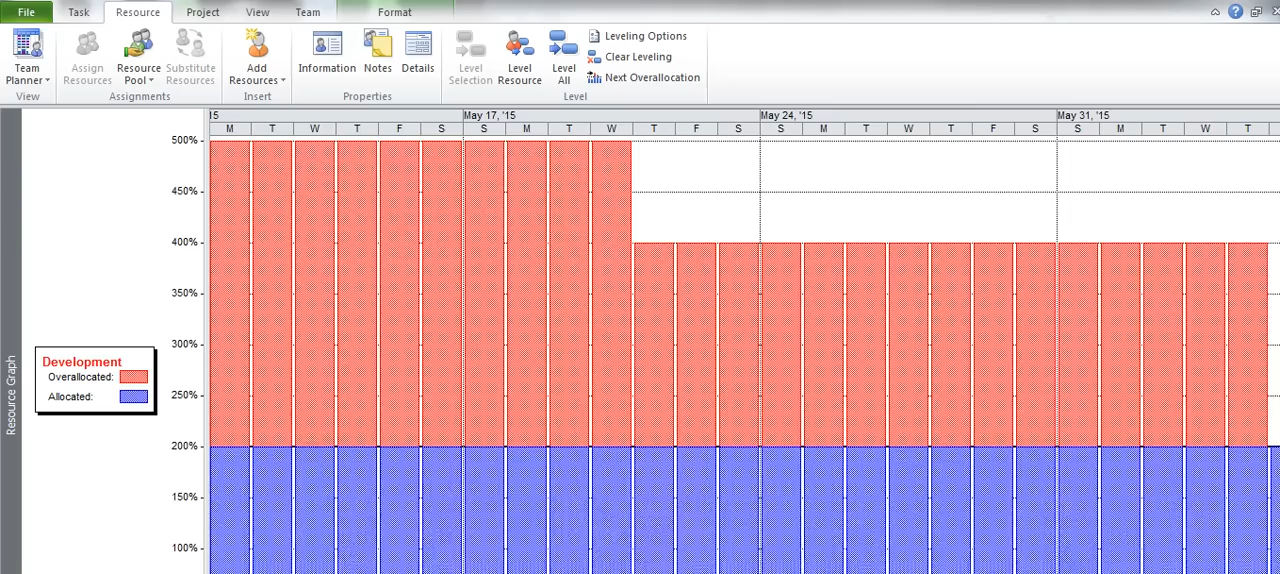 File Task Resource Project View Team Format
?
Team Planner
Assign Resources
Resource Pool
Substitute Resources
Add Resources
Information
Notes
Details
Level Selection
Level Resource
Level All
Leveling Options
Clear Leveling
Next Overallocation
View Assignments Insert Properties Level
15 May 17, '15 May 24, '15 May 31, '15
M T W T F S S M T W T F S S M T W T F S S M T W T
500%
450%
400%
350%
300%
250%
200%
150%
100%
Development
Overallocated:
Allocated:
Resource Graph